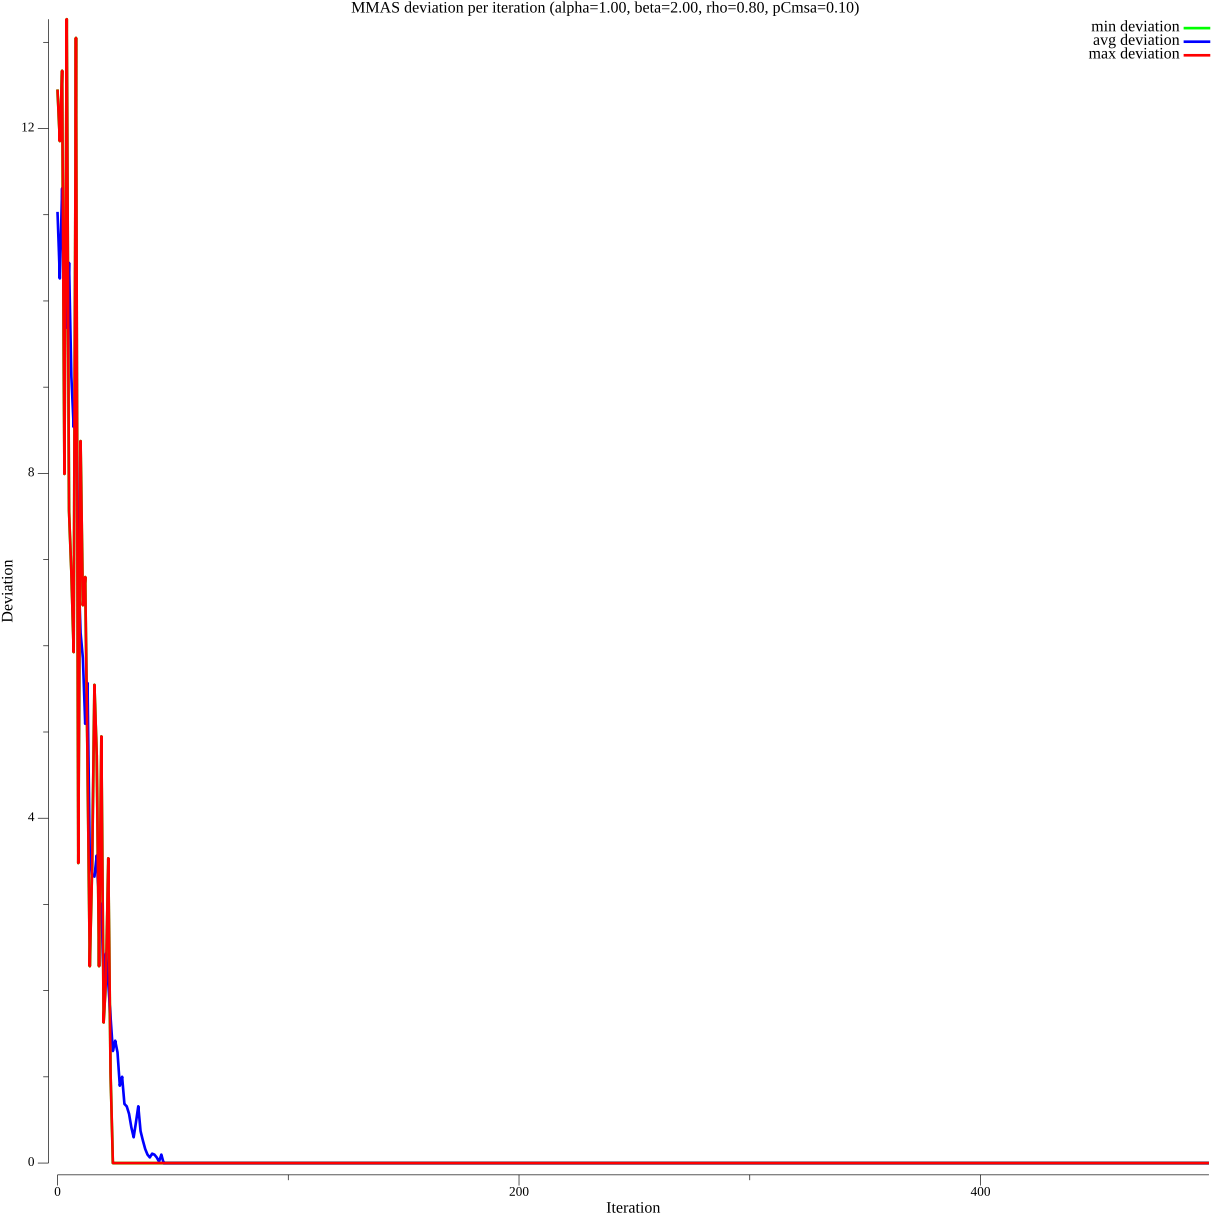 MMAS deviation per iteration (alpha=1.00, beta=2.00, rho=0.80, pCmsa=0.10)
min deviation
avg deviation
max deviation
12
8
4
0
Deviation
0 200 400
Iteration